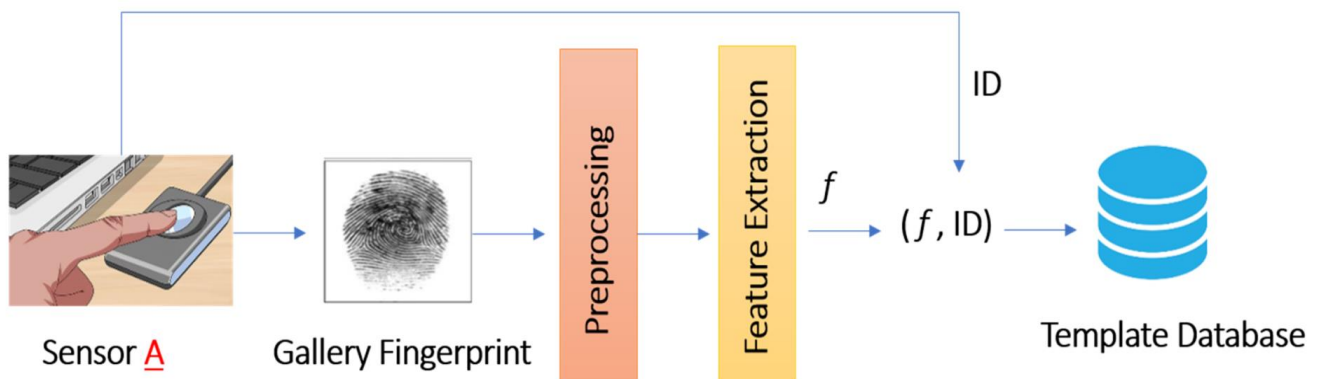 ID
Preprocessing
Feature Extraction
f
(f, ID)
Sensor A
Gallery Fingerprint
Template Database